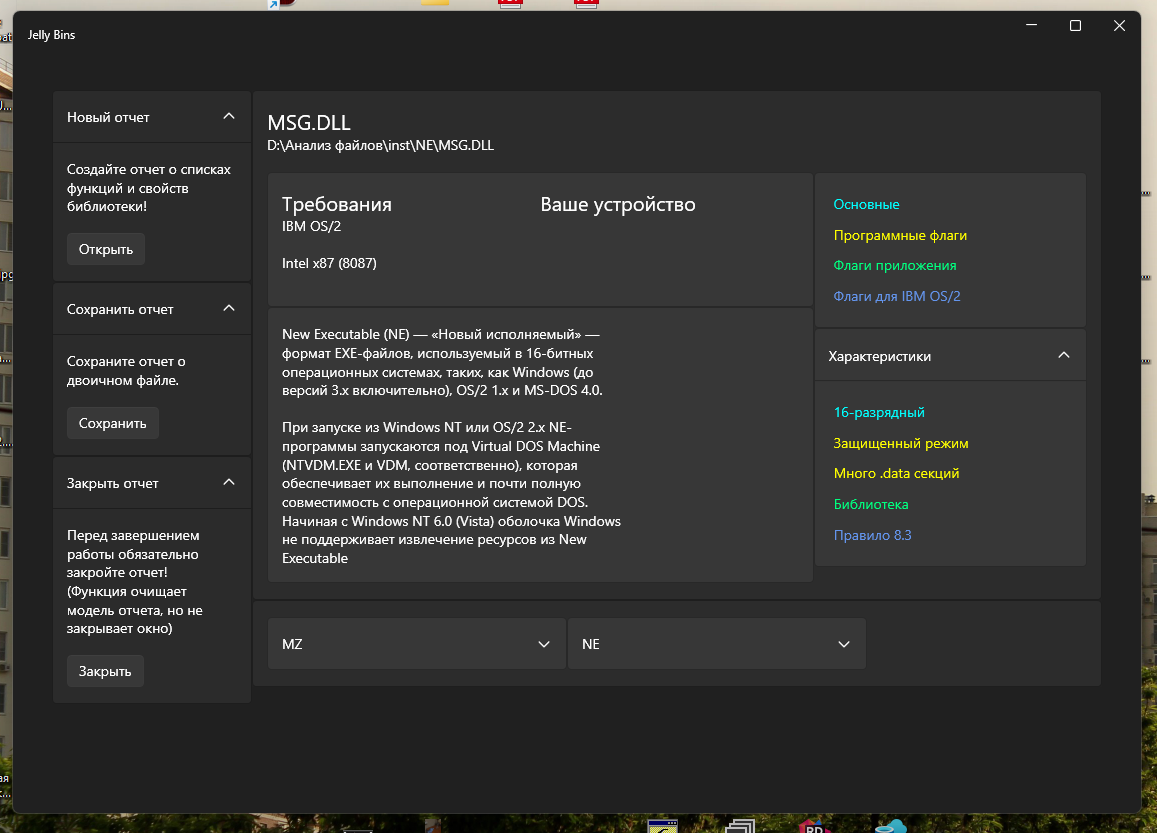 Jelly Bins
Новый отчет
Создайте отчет о списках
функций и свойств
библиотеки!
Открыть
Сохранить отчет
Сохраните отчет о
двоичном файле.
Сохранить
Закрыть отчет
Перед завершением
работы обязательно
закройте отчет!
(Функция очищает
модель отчета, но не
закрывает окно)
Закрыть
MSG.DLL
D:\Анализ файлов\inst\NE\MSG.DLL
Требования
IBM OS/2
Intel x87 (8087)
Ваше устройство
New Executable (NE) — «Новый исполняемый» —
формат EXE-файлов, используемый в 16-битных
операционных системах, таких, как Windows (до
версий 3.x включительно), OS/2 1.x и MS-DOS 4.0.
При запуске из Windows NT или OS/2 2.x NE-
программы запускаются под Virtual DOS Machine
(NTVDM.EXE и VDM, соответственно), которая
обеспечивает их выполнение и почти полную
совместимость с операционной системой DOS.
Начиная с Windows NT 6.0 (Vista) оболочка Windows
не поддерживает извлечение ресурсов из New
Executable
Основные
Программные флаги
Флаги приложения
Флаги для IBM OS/2
Характеристики
16-разрядный
Защищенный режим
Много .data секций
Библиотека
Правило 8.3
MZ
NE